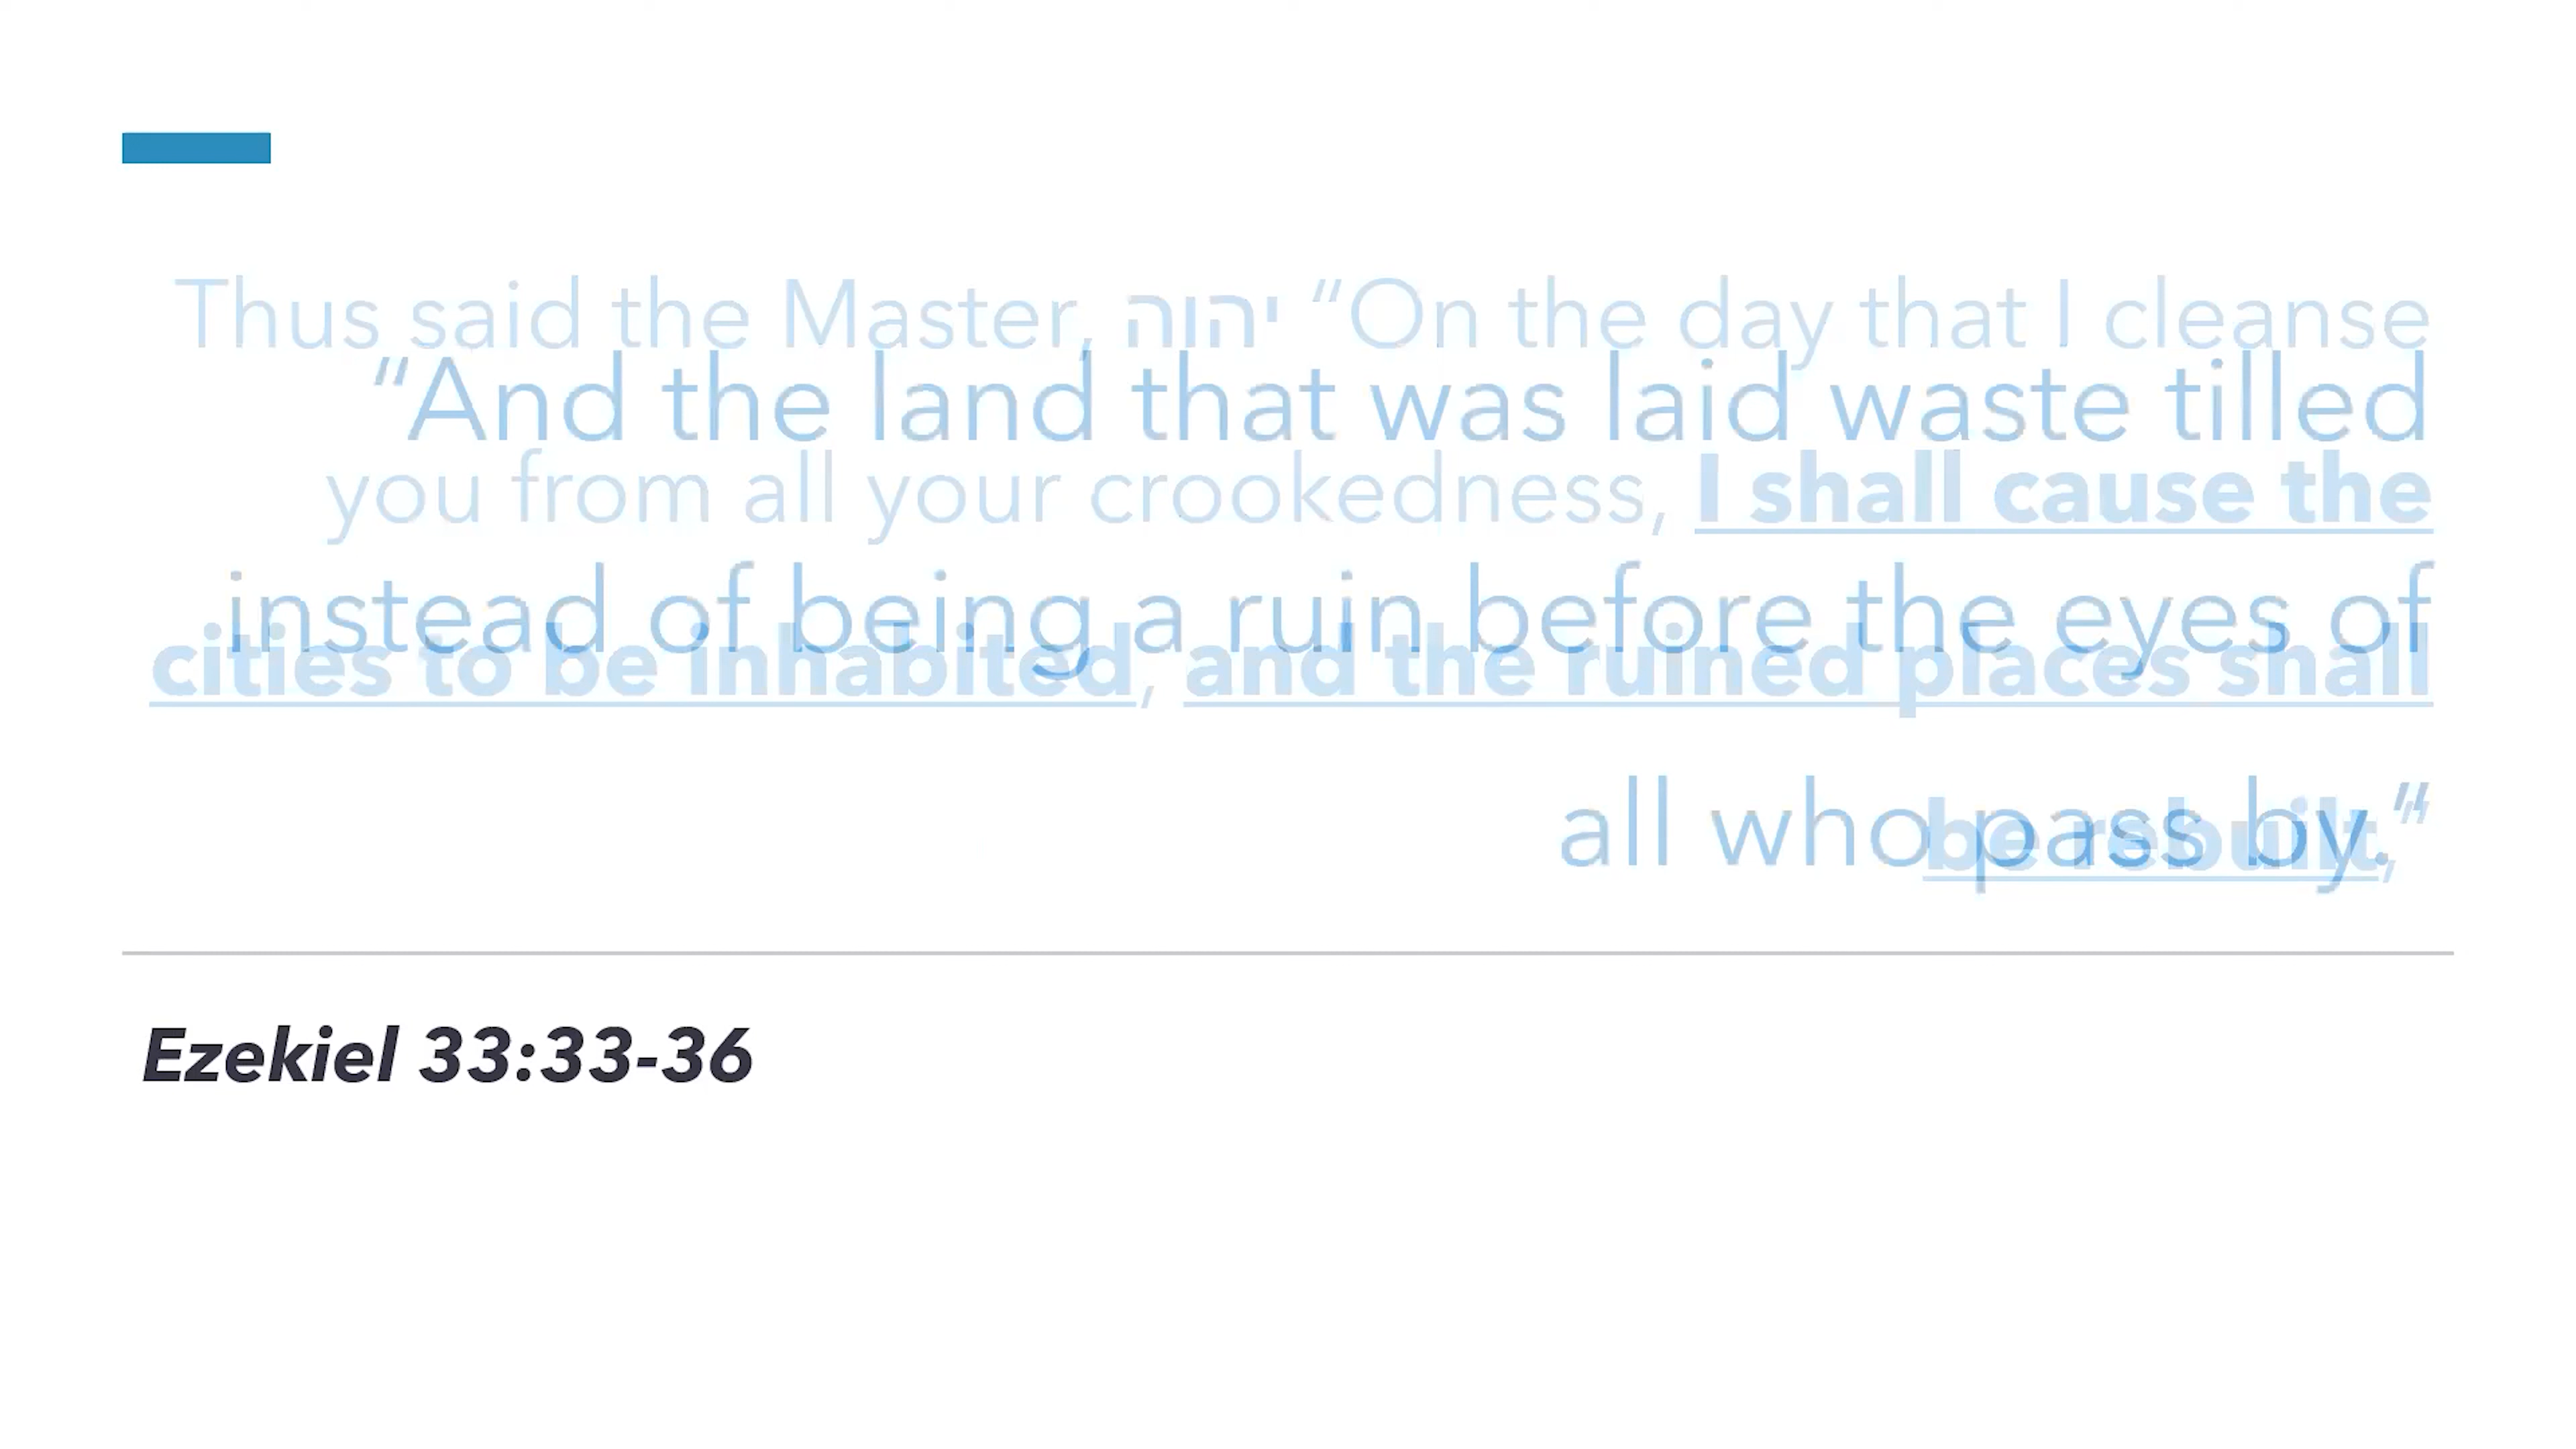 Thus said the Master, יהוה “On the day that I cleanse
“And the land that was laid waste tilled
you from all your crookedness, I shall cause the
instead of being a ruin before the eyes of
cities to be inhabited, and the ruined places shall
all who pass by.”
be rebuilt,”
Ezekiel 33:33-36